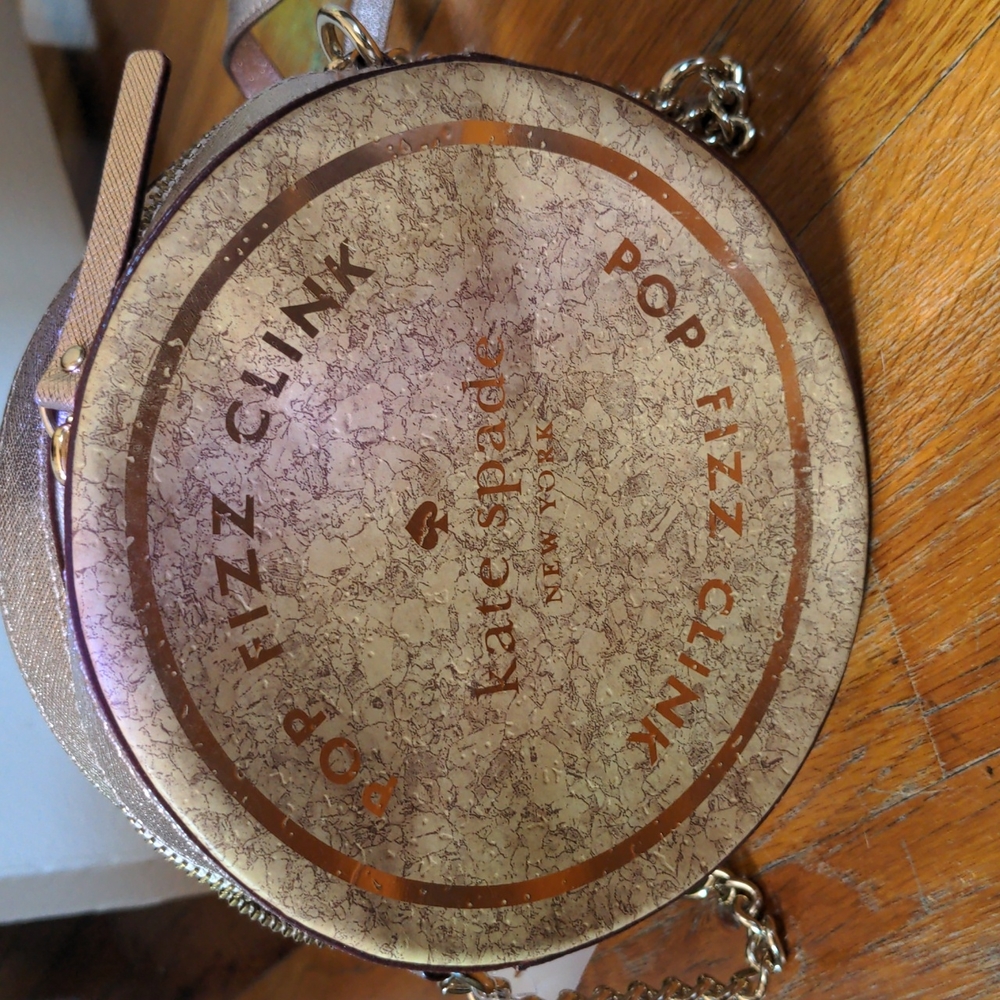 POP FIZZ CLINK
kate spade
NEW YORK
POP FIZZ CLINK